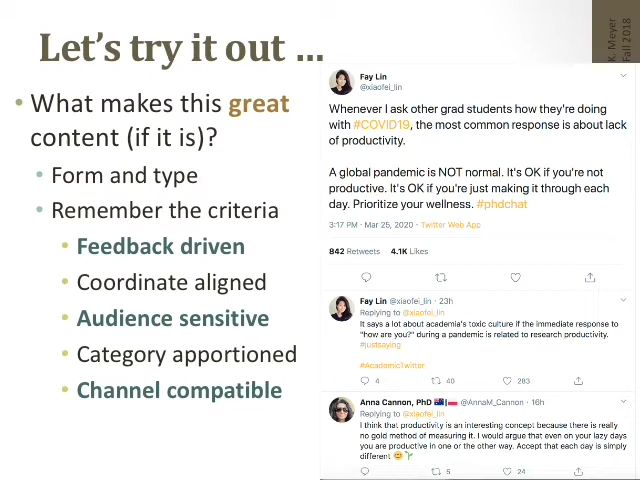 Let's try it out ...
K. Meyer
Fall 2018
• What makes this great
content (if it is)?
• Form and type
• Remember the criteria
• Feedback driven
• Coordinate aligned
• Audience sensitive
• Category apportioned
• Channel compatible
Fay Lin
@xiaofei_lin
Whenever I ask other grad students how they're doing
with #COVID19, the most common response is about lack
of productivity.
A global pandemic is NOT normal. It's OK if you're not
productive. It's OK if you're just making it through each
day. Prioritize your wellness. #phdchat
3:17 PM · Mar 25, 2020 · Twitter Web App
842 Retweets 4.1K Likes
Fay Lin @xiaofei_lin · 23h
Replying to @xiaofei_lin
It says a lot about academia's toxic culture if the immediate response to
"how are you?" during a pandemic is related to research productivity.
#justsaying
#AcademicTwitter
4 40 283
Anna Cannon, PhD 🇦🇺|🇵🇱 @AnnaM_Cannon · 16h
Replying to @xiaofei_lin
I think that productivity is an interesting concept because there is really
no gold method of measuring it. I would argue that even on your lazy days
you are productive in one or the other way. Accept that each day is simply
different 😊🌱
5 24